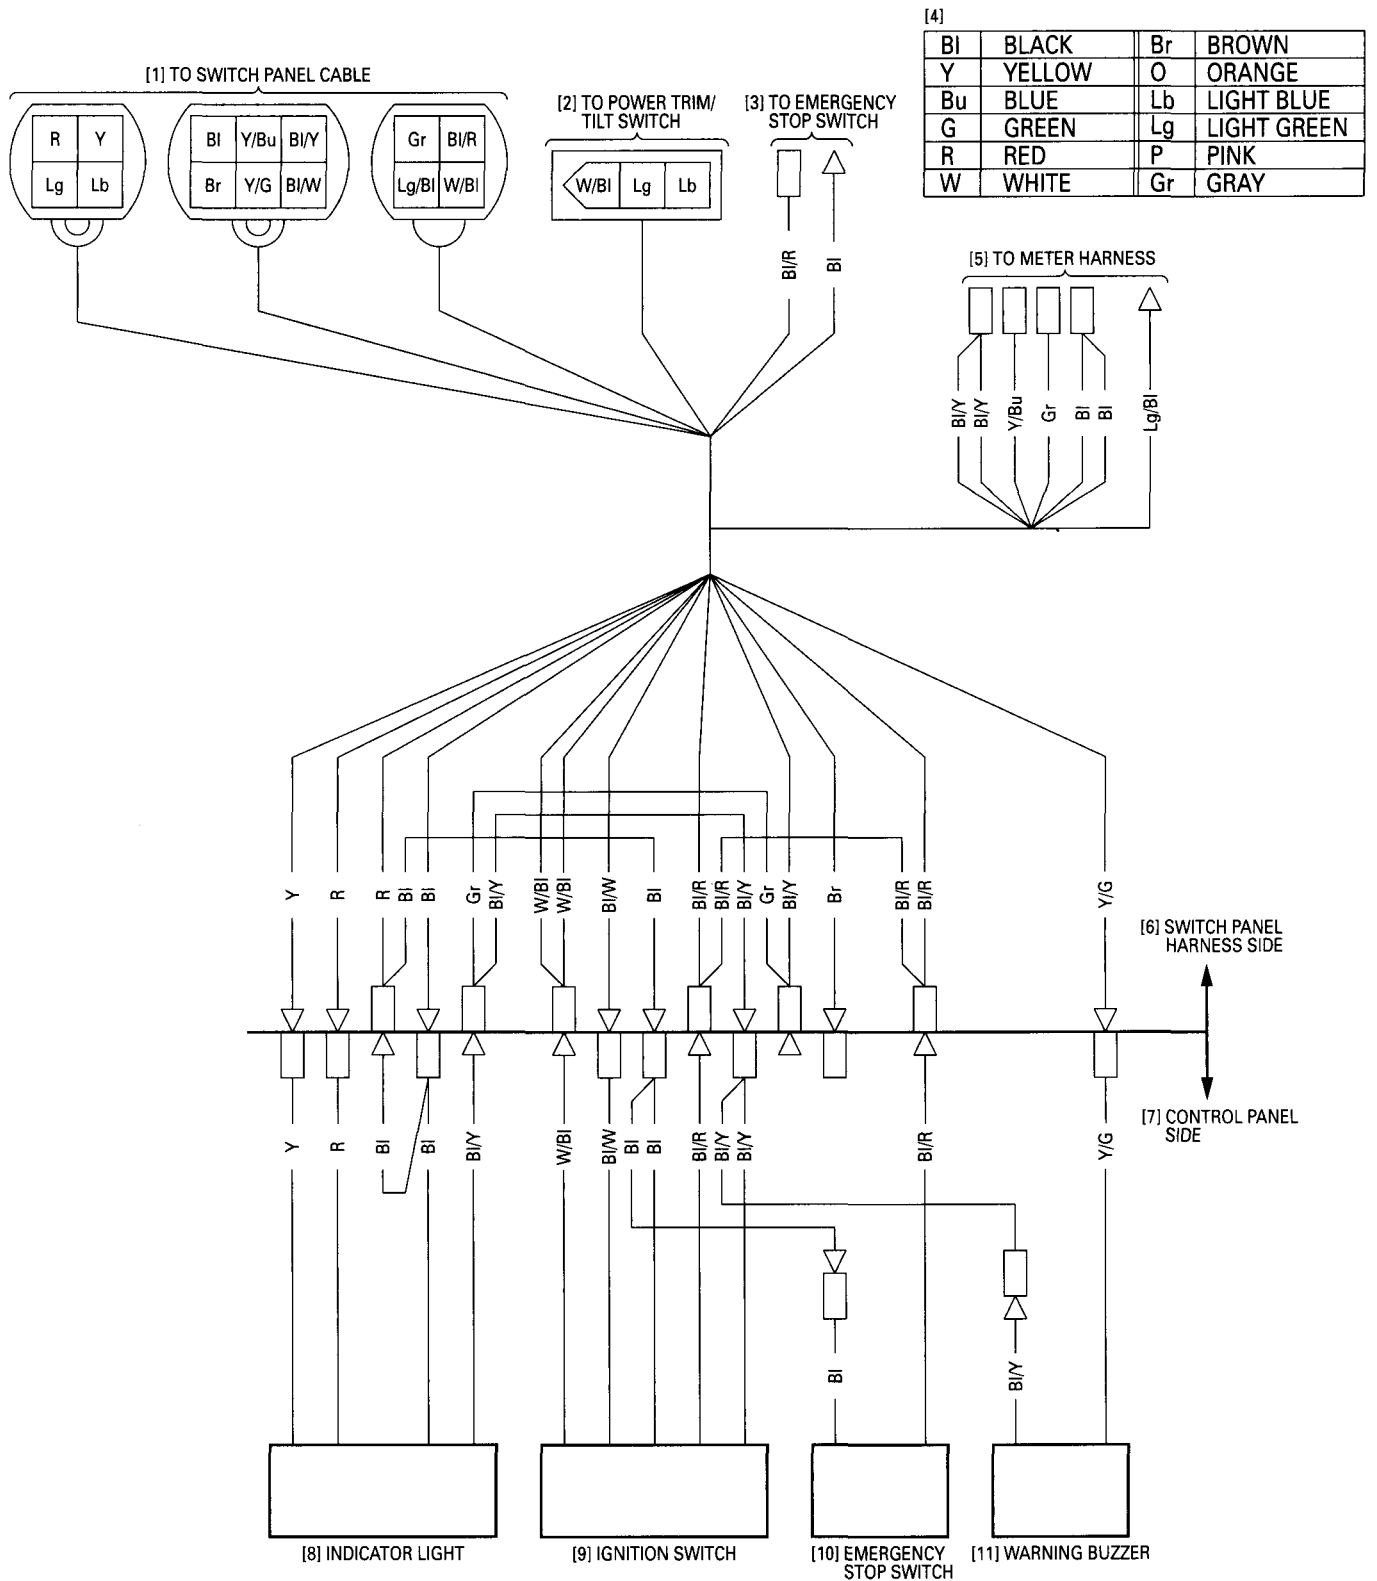 [4]
Bl BLACK Br BROWN
Y YELLOW O ORANGE
Bu BLUE Lb LIGHT BLUE
G GREEN Lg LIGHT GREEN
R RED P PINK
W WHITE Gr GRAY
[1] TO SWITCH PANEL CABLE
R Y
Lg Lb
Bl Y/Bu Bl/Y
Br Y/G Bl/W
Gr Bl/R
Lg/Bl W/Bl
[2] TO POWER TRIM/
TILT SWITCH
W/Bl Lg Lb
[3] TO EMERGENCY
STOP SWITCH
Bl/R Bl
[5] TO METER HARNESS
Bl/Y Bl/Y Y/Bu Gr Bl Bl Lg/Bl
Y R R Bl Bl Gr Bl/Y W/Bl W/Bl Bl/W Bl Bl/R Bl/R Bl/Y Gr Bl/Y Br Bl/R Bl/R Y/G
[6] SWITCH PANEL
HARNESS SIDE
[7] CONTROL PANEL
SIDE
Y R Bl Bl Bl/Y W/Bl Bl/W Bl Bl Bl/R Bl/Y Bl/Y Bl/R Y/G
Bl Bl/Y
[8] INDICATOR LIGHT
[9] IGNITION SWITCH
[10] EMERGENCY
STOP SWITCH
[11] WARNING BUZZER